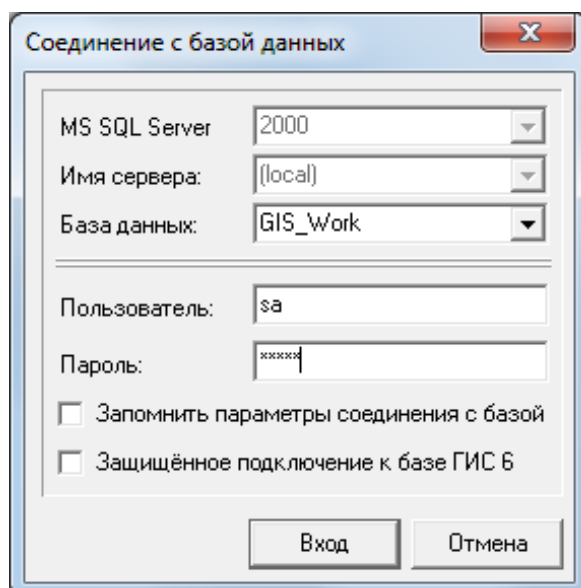 Соединение с базой данных
MS SQL Server 2000
Имя сервера: (local)
База данных: GIS_Work
Пользователь: sa
Пароль: *****
Запомнить параметры соединения с базой
Защищённое подключение к базе ГИС 6
Вход Отмена